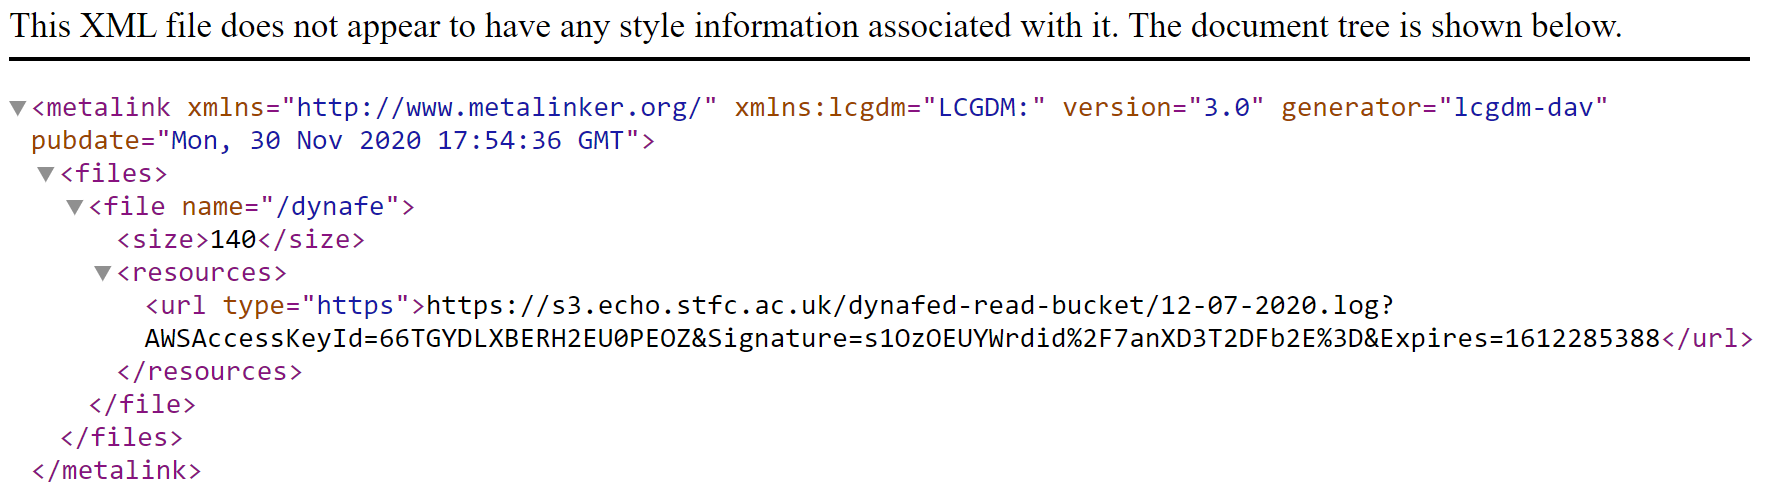 This XML file does not appear to have any style information associated with it. The document tree is shown below.
<metalink xmlns="http://www.metalinker.org/" xmlns:lcgdm="LCGDM:" version="3.0" generator="lcgdm-dav"
pubdate="Mon, 30 Nov 2020 17:54:36 GMT">
<files>
<file name="/dynafe">
<size>140</size>
<resources>
<url type="https">https://s3.echo.stfc.ac.uk/dynafed-read-bucket/12-07-2020.log?
AWSAccessKeyId=66TGYDLXBERH2EU0PEOZ&Signature=s1OzOEUYWrdid%2F7anXD3T2DFb2E%3D&Expires=1612285388</url>
</resources>
</file>
</files>
</metalink>